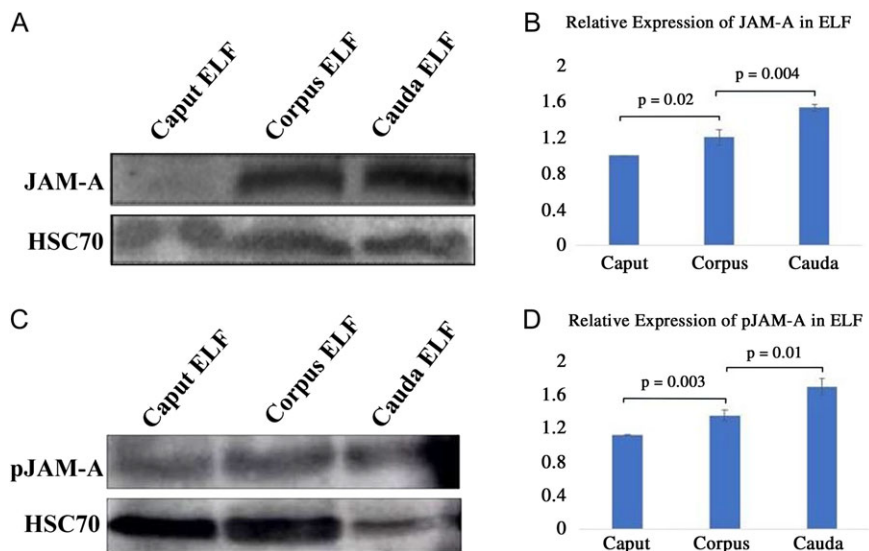 A
Caput ELF
Corpus ELF
Cauda ELF
JAM-A
HSC70
B
Relative Expression of JAM-A in ELF
2
1.6
1.2
0.8
0.4
0
p = 0.02
p = 0.004
Caput
Corpus
Cauda
C
Caput ELF
Corpus ELF
Cauda ELF
pJAM-A
HSC70
D
Relative Expression of pJAM-A in ELF
2
1.6
1.2
0.8
0.4
0
p = 0.003
p = 0.01
Caput
Corpus
Cauda